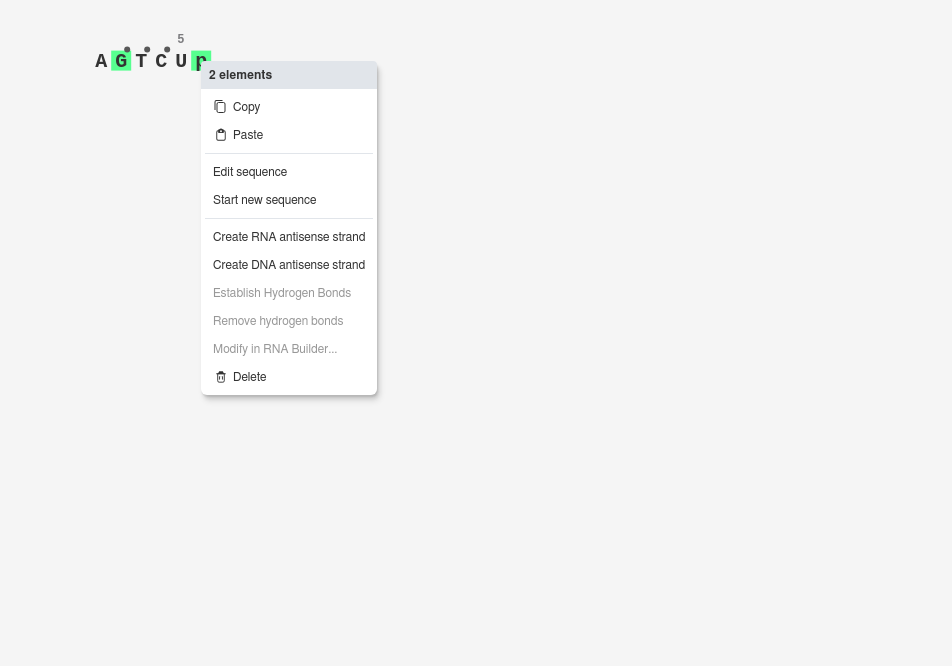 5
AGTCUp
2 elements
Copy
Paste
Edit sequence
Start new sequence
Create RNA antisense strand
Create DNA antisense strand
Establish Hydrogen Bonds
Remove hydrogen bonds
Modify in RNA Builder...
Delete